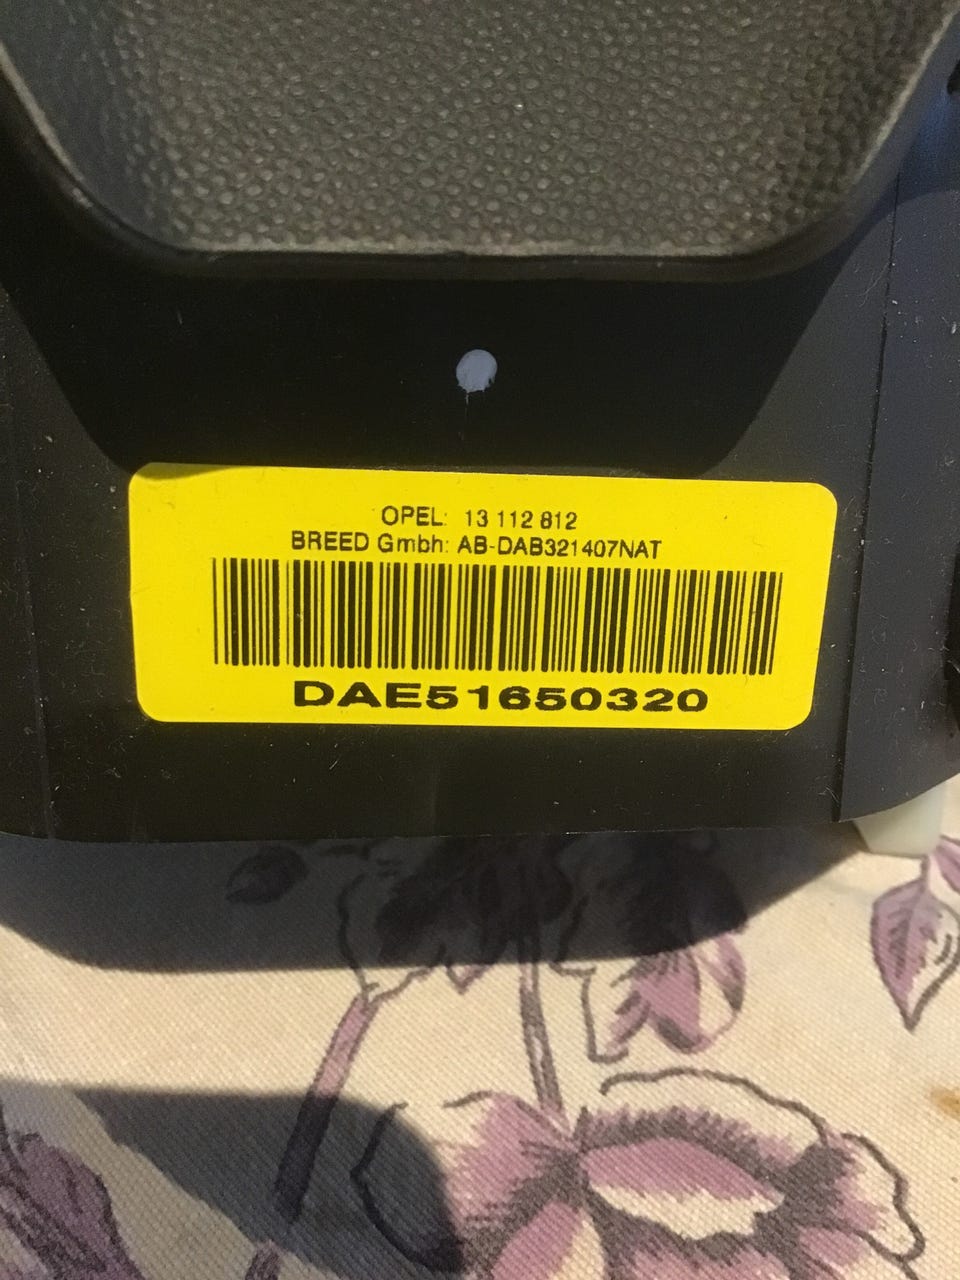 OPEL: 13 112 812
BREED Gmbh: AB-DAB321407NAT
DAE51650320